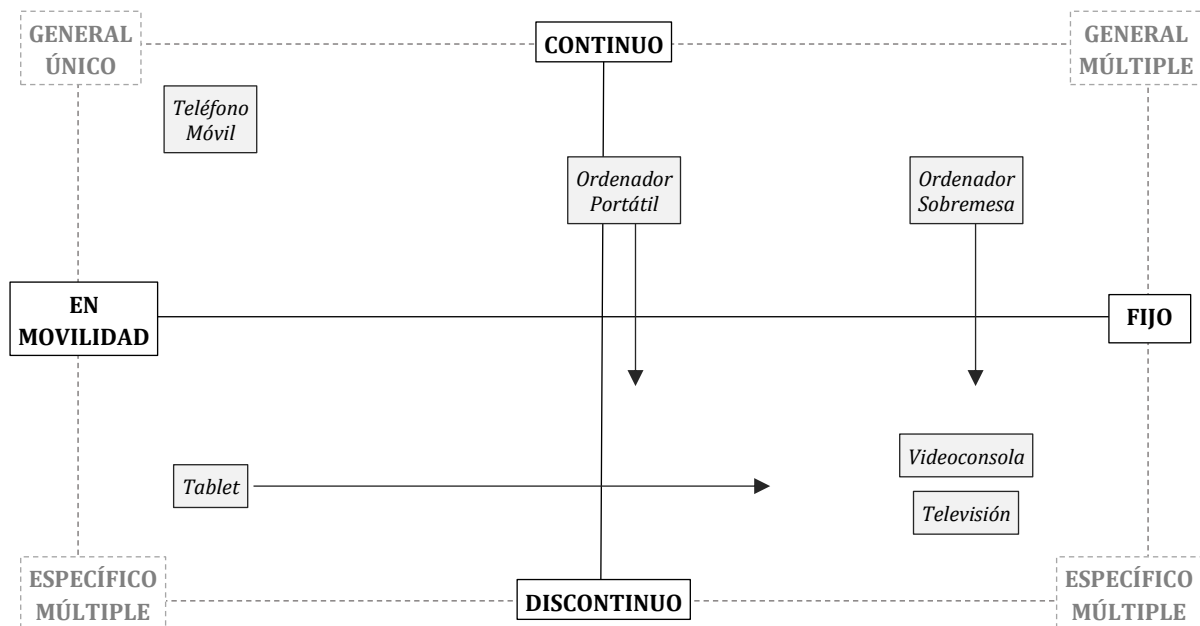 GENERAL
ÚNICO
CONTINUO
GENERAL
MÚLTIPLE
Teléfono
Móvil
Ordenador
Portátil
Ordenador
Sobremesa
EN
MOVILIDAD
FIJO
Videoconsola
Tablet
Televisión
ESPECÍFICO
MÚLTIPLE
DISCONTINUO
ESPECÍFICO
MÚLTIPLE